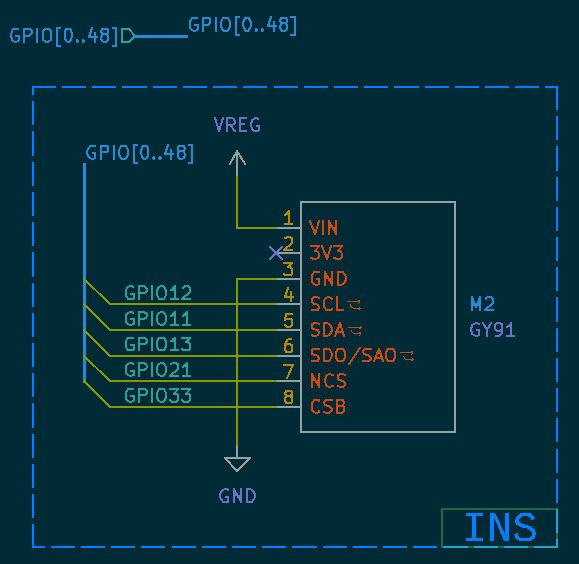 GPIO[0..48] GPIO[0..48]
VREG
GPIO[0..48]
1 VIN
2 3V3
3 GND
GPIO12 4 SCL
GPIO11 5 SDA
GPIO13 6 SDO/SAO
GPIO21 7 NCS
GPIO33 8 CSB
M2
GY91
GND
INS